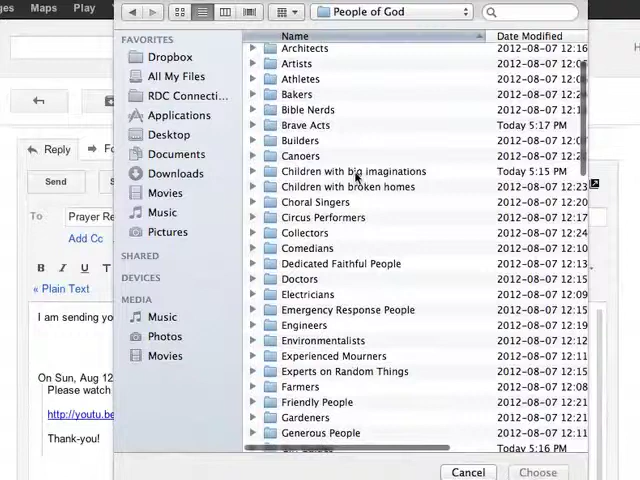 es Maps Play
People of God
Name Date Modified
FAVORITES
Dropbox
All My Files
RDC Connecti...
Applications
Desktop
Documents
Downloads
Movies
Music
Pictures
SHARED
DEVICES
MEDIA
Music
Photos
Movies
Architects 2012-08-07 12:16
Artists 2012-08-07 12:0
Athletes 2012-08-07 12:
Bakers 2012-08-07 12:
Bible Nerds 2012-08-07 12:1
Brave Acts Today 5:17 PM
Builders 2012-08-07 12:0
Canoers 2012-08-07 12:2
Children with big imaginations Today 5:15 PM
Children with broken homes 2012-08-07 12:23
Choral Singers 2012-08-07 12:20
Circus Performers 2012-08-07 12:17
Collectors 2012-08-07 12:24
Comedians 2012-08-07 12:10
Dedicated Faithful People 2012-08-07 12:13
Doctors 2012-08-07 12:15
Electricians 2012-08-07 12:09
Emergency Response People 2012-08-07 12:15
Engineers 2012-08-07 12:19
Environmentalists 2012-08-07 12:12
Experienced Mourners 2012-08-07 12:11
Experts on Random Things 2012-08-07 12:15
Farmers 2012-08-07 12:08
Friendly People 2012-08-07 12:21
Gardeners 2012-08-07 12:11
Generous People 2012-08-07 12:11
Today 5:16 PM
Cancel Choose
Reply Fo
Send S
To Prayer Re
Add Cc
B I U T
« Plain Text
I am sending yo
On Sun, Aug 12
Please watch
http://youtu.be
Thank-you!